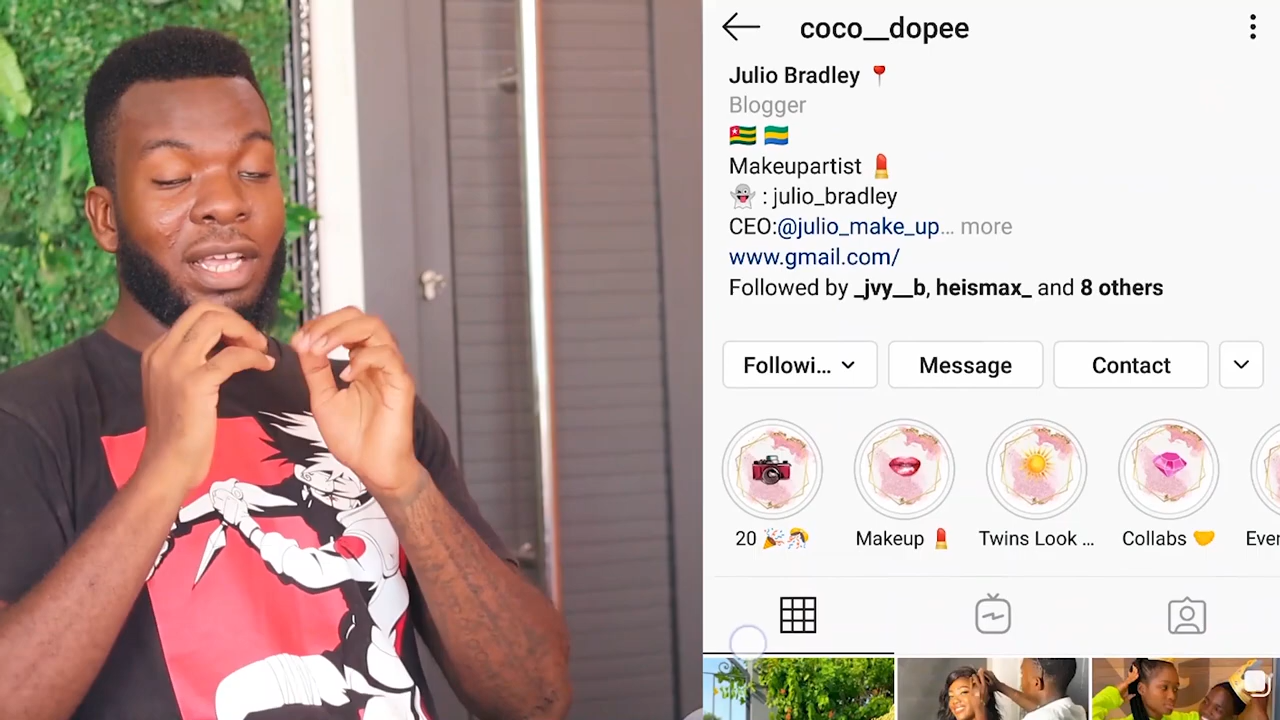 coco__dopee
Julio Bradley 📍
Blogger
🇹🇬 🇬🇦
Makeupartist 💄
👻 : julio_bradley
CEO:@julio_make_up... more
www.gmail.com/
Followed by _jvy__b, heismax_ and 8 others
Followi... Message Contact
20 🎉🎊 Makeup 💄 Twins Look ... Collabs 🤝 Ever